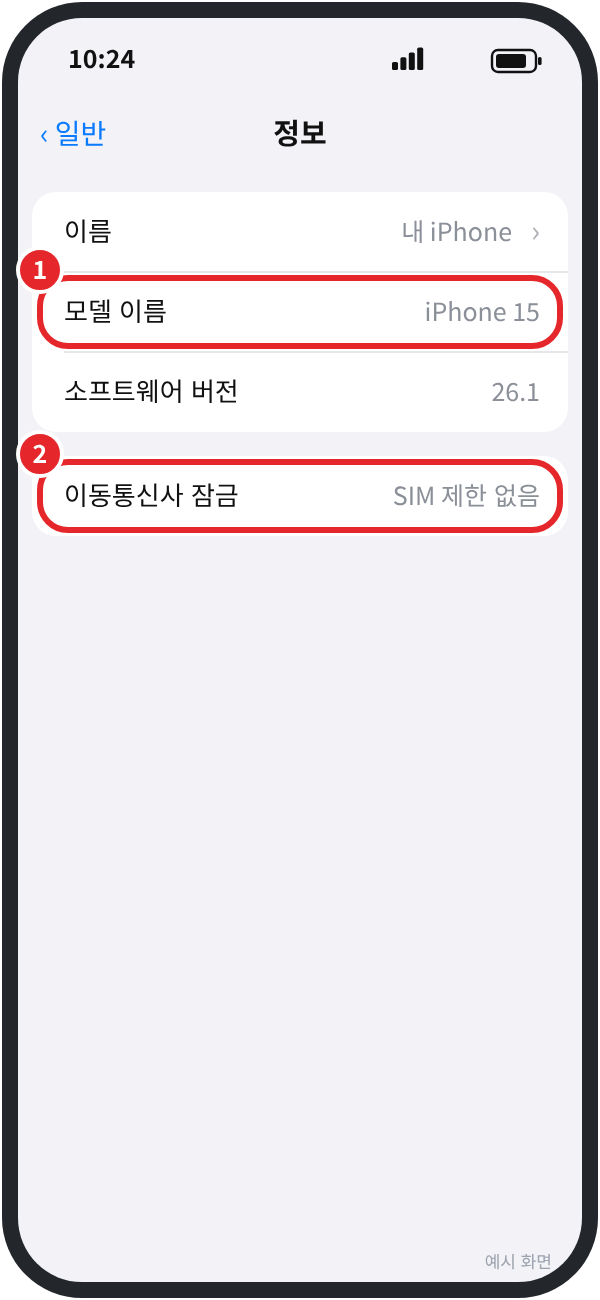 10:24
‹ 일반 정보
이름 내 iPhone ›
1
모델 이름 iPhone 15
소프트웨어 버전 26.1
2
이동통신사 잠금 SIM 제한 없음
예시 화면